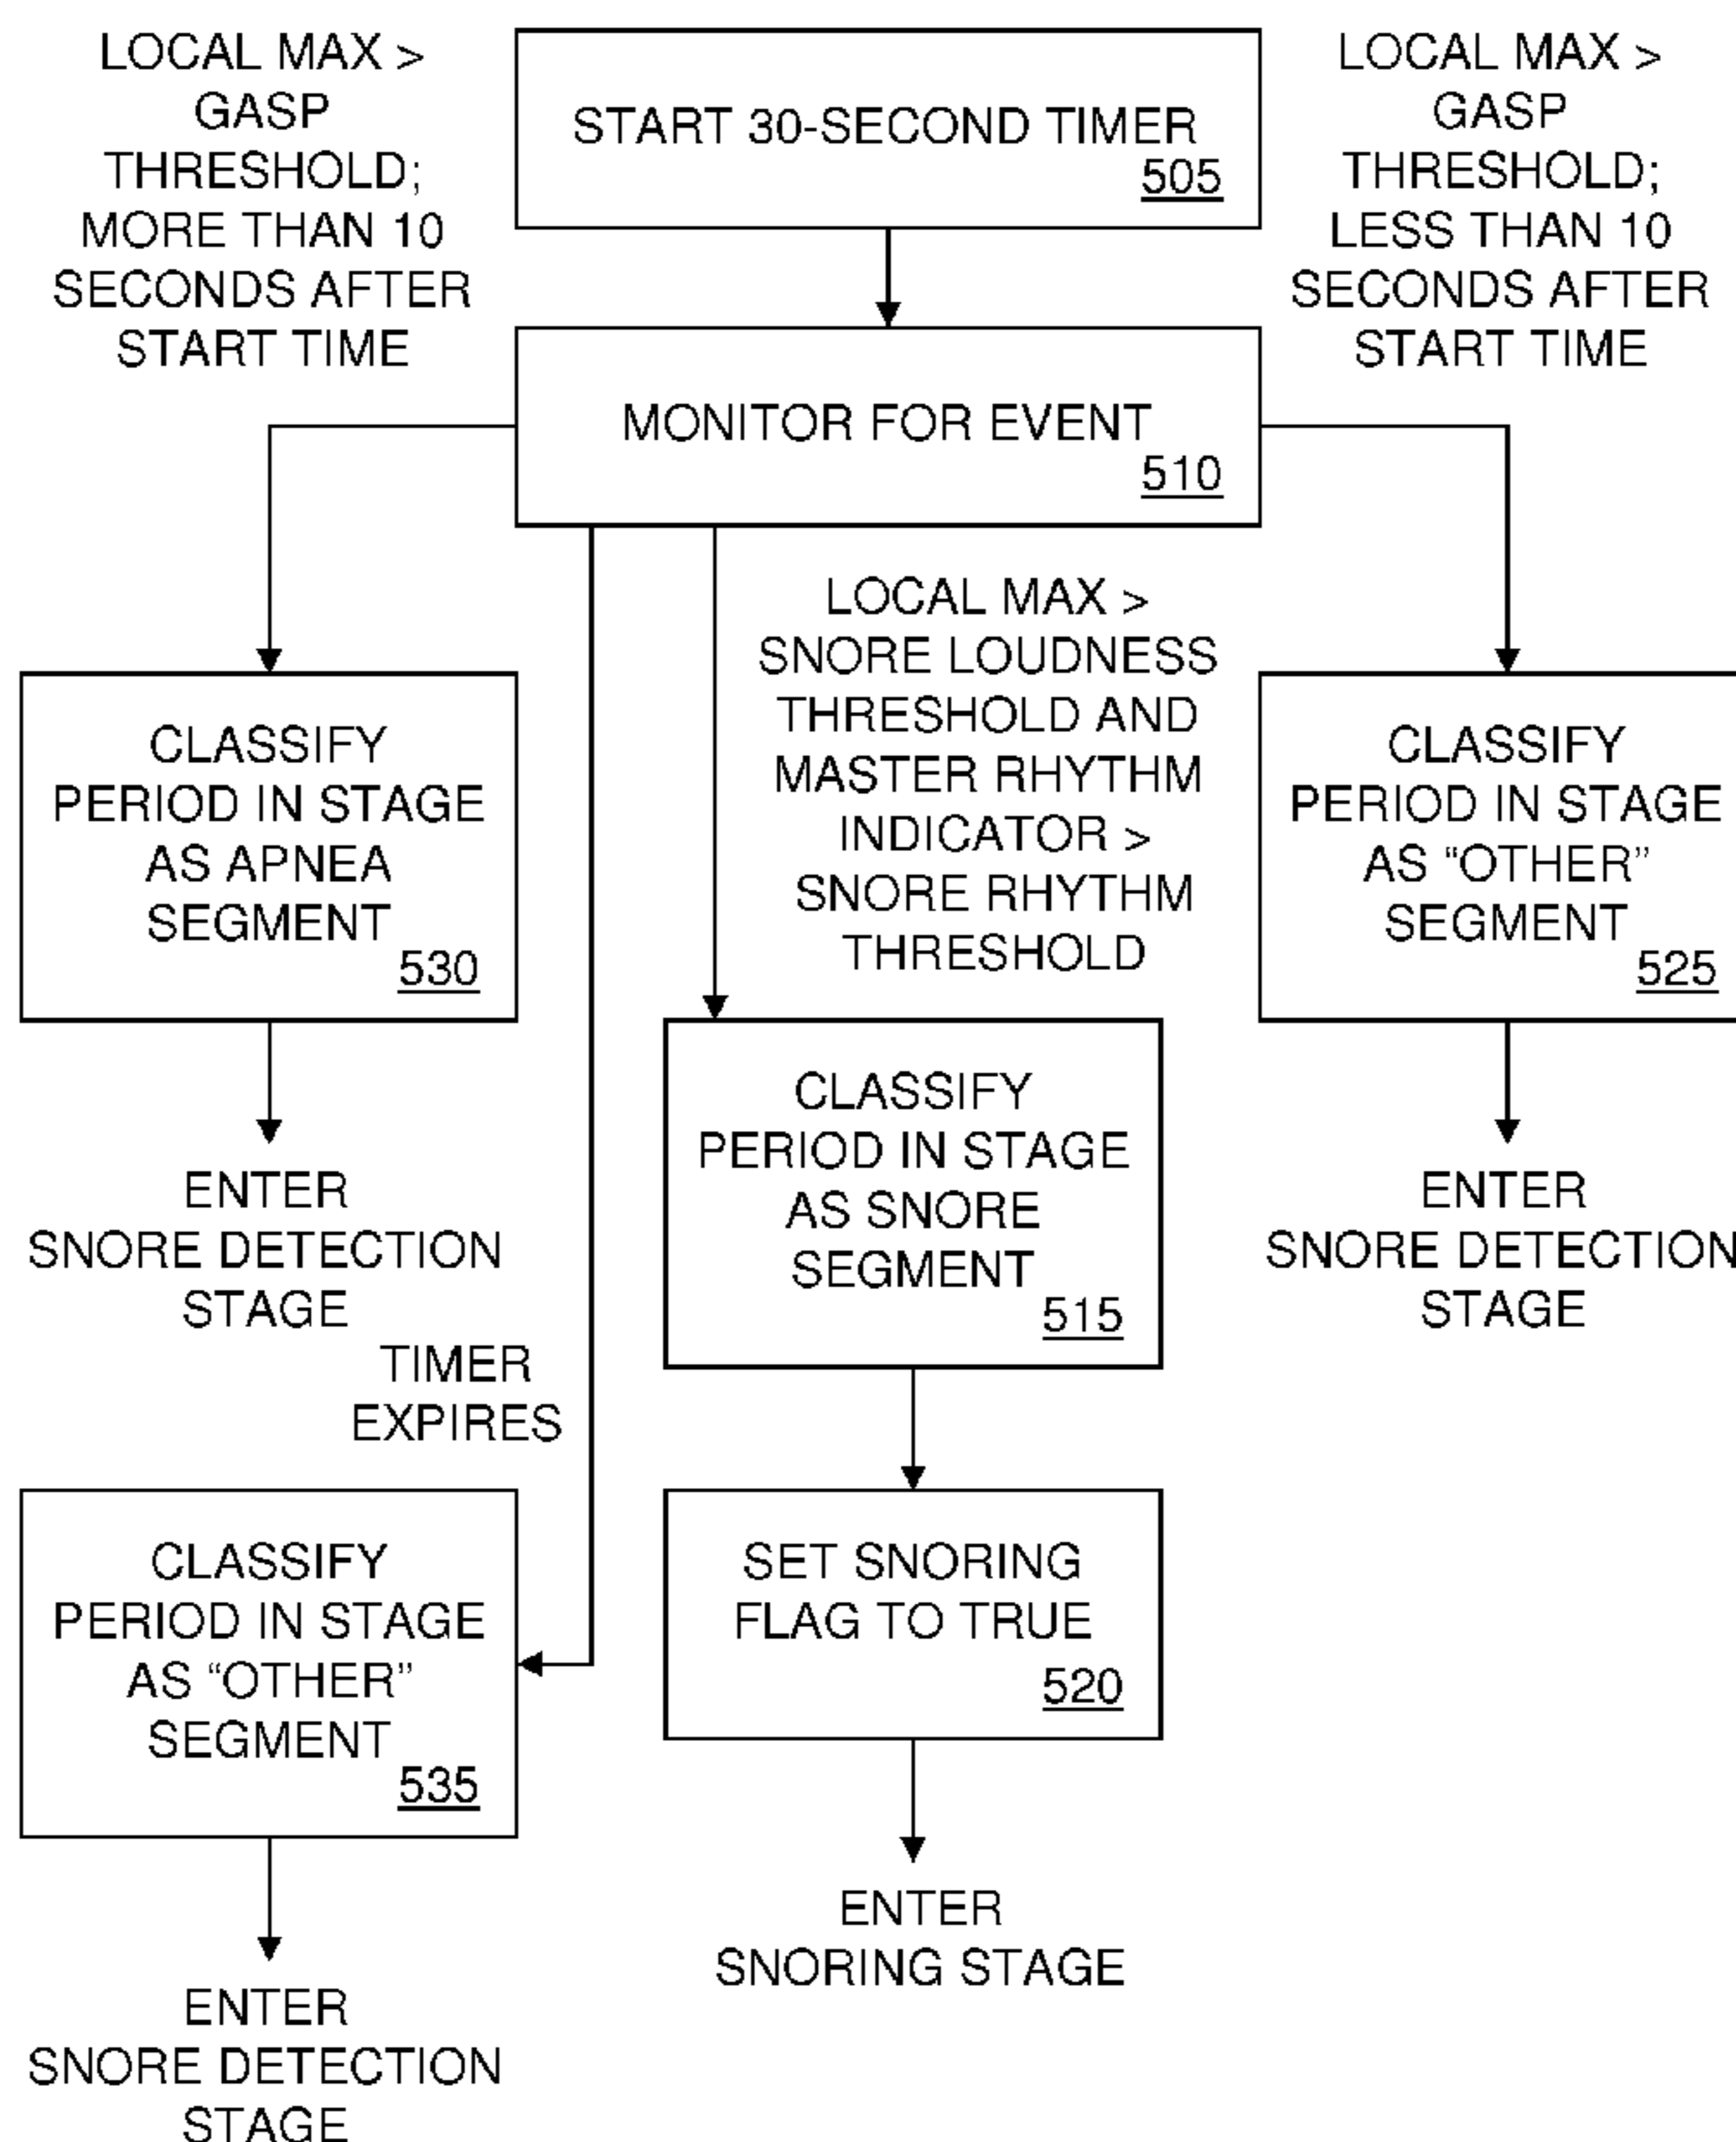 LOCAL MAX >
GASP
THRESHOLD;
MORE THAN 10
SECONDS AFTER
START TIME
START 30-SECOND TIMER
505
LOCAL MAX >
GASP
THRESHOLD;
LESS THAN 10
SECONDS AFTER
START TIME
MONITOR FOR EVENT
510
LOCAL MAX >
SNORE LOUDNESS
THRESHOLD AND
MASTER RHYTHM
INDICATOR >
SNORE RHYTHM
THRESHOLD
CLASSIFY
PERIOD IN STAGE
AS APNEA
SEGMENT
530
CLASSIFY
PERIOD IN STAGE
AS “OTHER”
SEGMENT
525
ENTER
SNORE DETECTION
STAGE
CLASSIFY
PERIOD IN STAGE
AS SNORE
SEGMENT
515
ENTER
SNORE DETECTION
STAGE
TIMER
EXPIRES
CLASSIFY
PERIOD IN STAGE
AS “OTHER”
SEGMENT
535
SET SNORING
FLAG TO TRUE
520
ENTER
SNORING STAGE
ENTER
SNORE DETECTION
STAGE